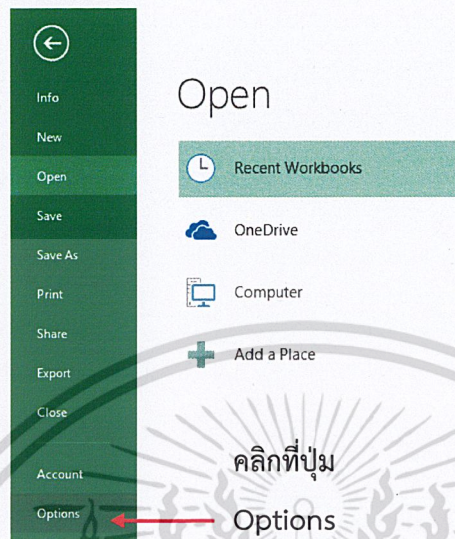 Info
New
Open
Save
Save As
Print
Share
Export
Close
Account
Options
Open
Recent Workbooks
OneDrive
Computer
Add a Place
คลิกที่ปุ่ม
Options